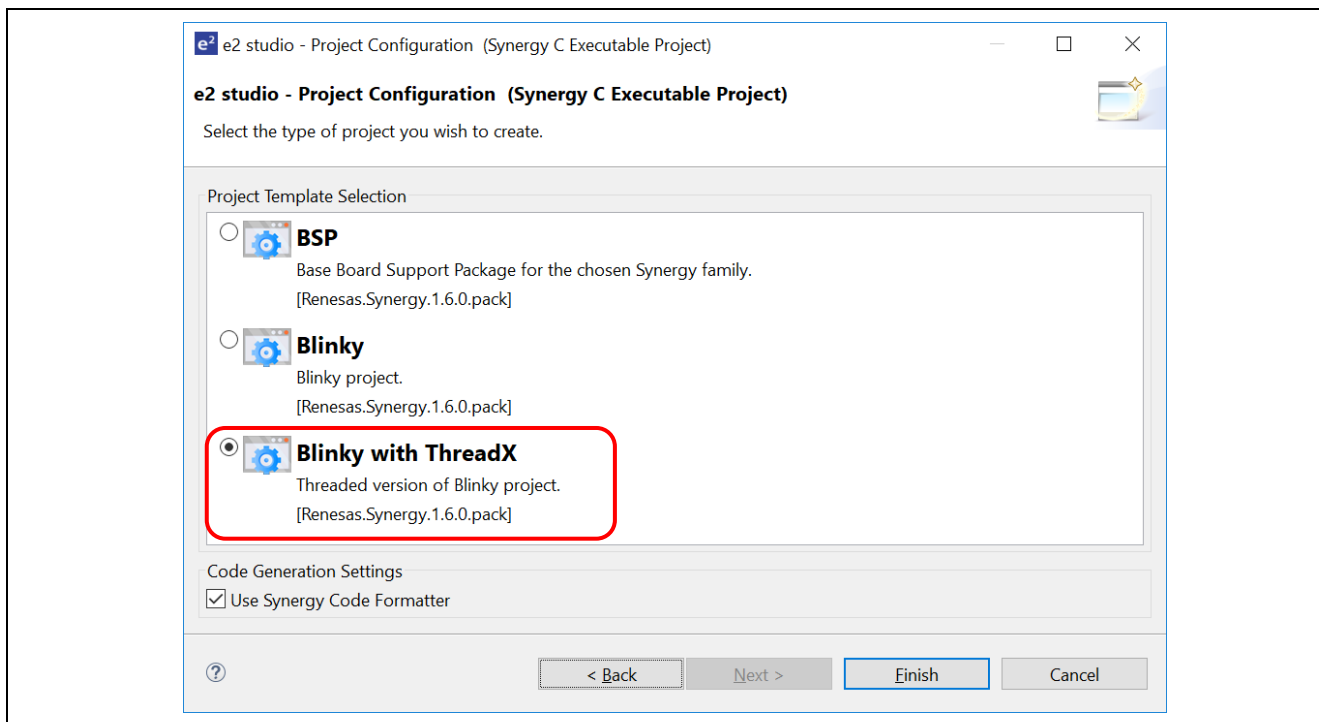 e² e2 studio - Project Configuration (Synergy C Executable Project)
e2 studio - Project Configuration (Synergy C Executable Project)
Select the type of project you wish to create.
Project Template Selection
BSP
Base Board Support Package for the chosen Synergy family.
[Renesas.Synergy.1.6.0.pack]
Blinky
Blinky project.
[Renesas.Synergy.1.6.0.pack]
Blinky with ThreadX
Threaded version of Blinky project.
[Renesas.Synergy.1.6.0.pack]
Code Generation Settings
Use Synergy Code Formatter
? < Back Next > Finish Cancel